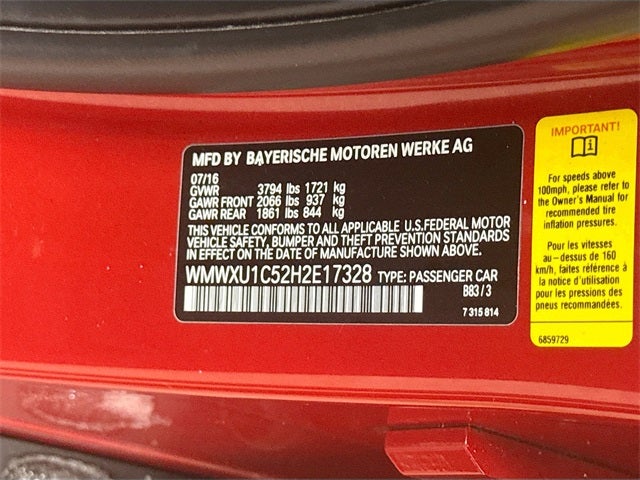 MFD BY BAYERISCHE MOTOREN WERKE AG
07/16
GVWR 3794 lbs 1721 kg
GAWR FRONT 2066 lbs 937 kg
GAWR REAR 1861 lbs 844 kg
THIS VEHICLE CONFORMS TO ALL APPLICABLE U.S.FEDERAL MOTOR
VEHICLE SAFETY, BUMPER AND THEFT PREVENTION STANDARDS
IN EFFECT ON THE DATE OF MANUFACTURE SHOWN ABOVE.
WMWXU1C52H2E17328 TYPE: PASSENGER CAR
B83 / 3
7 315 814
IMPORTANT!
For speeds above
100mph, please refer to
the Owner's Manual for
recommended tire
inflation pressures.
Pour les vitesses
au-dessus de 160
km/h, faites référence à
la notice d'utilisation
pour les pressions des
pneus recommandées.
6859729